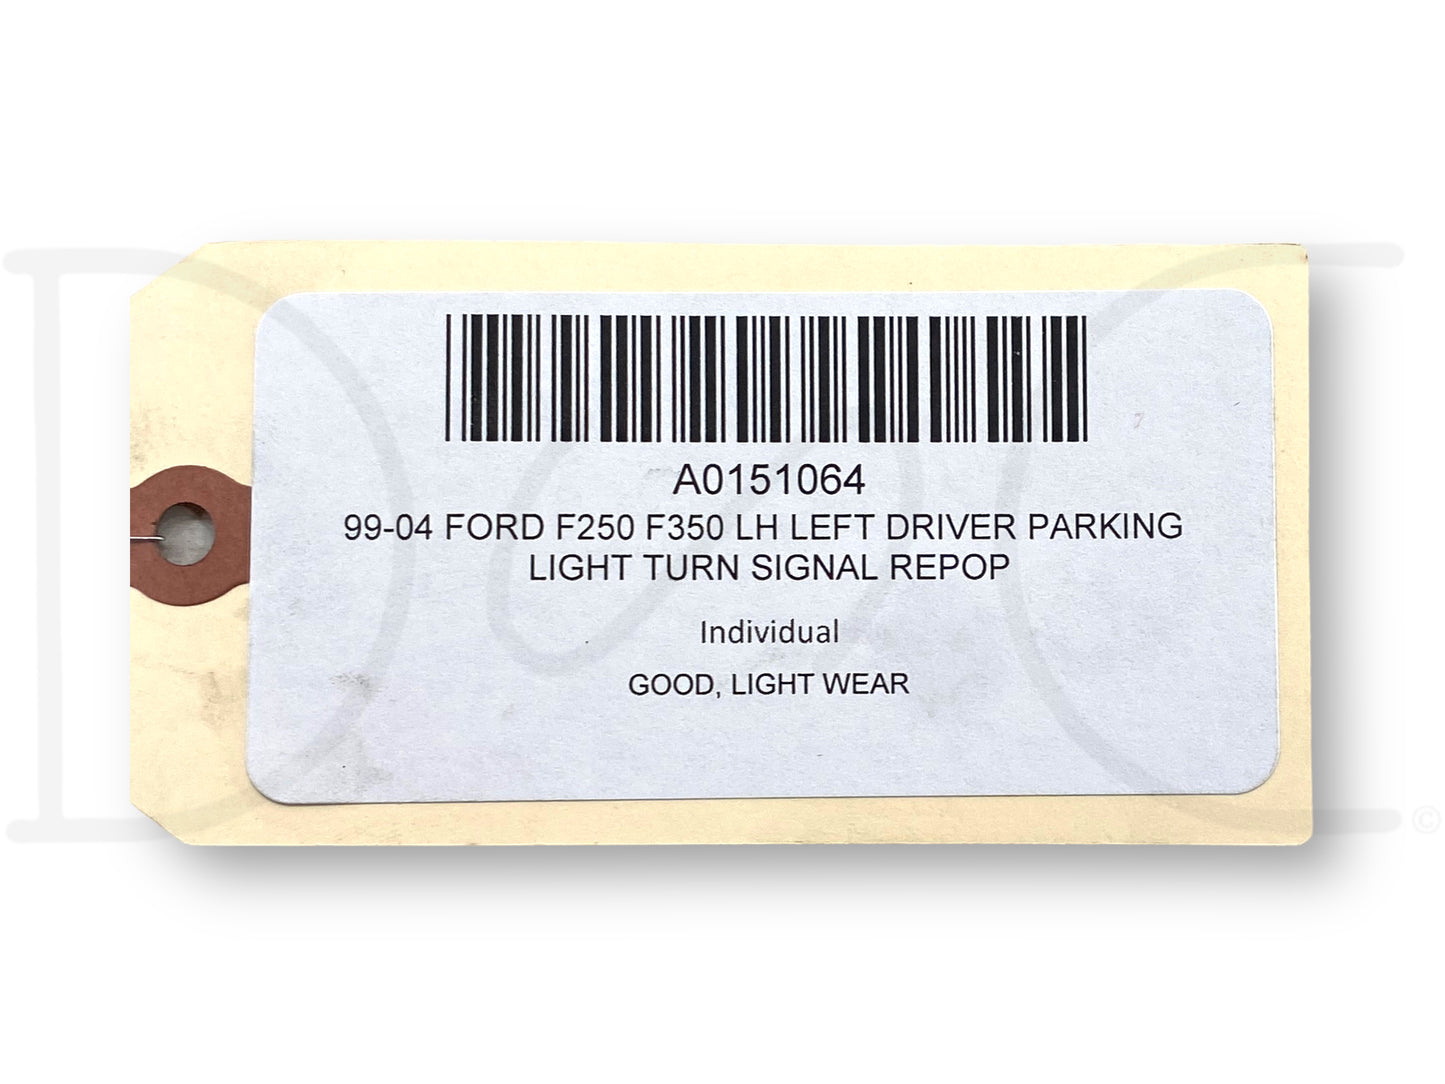 A0151064
99-04 FORD F250 F350 LH LEFT DRIVER PARKING
LIGHT TURN SIGNAL REPOP
Individual
GOOD, LIGHT WEAR
©